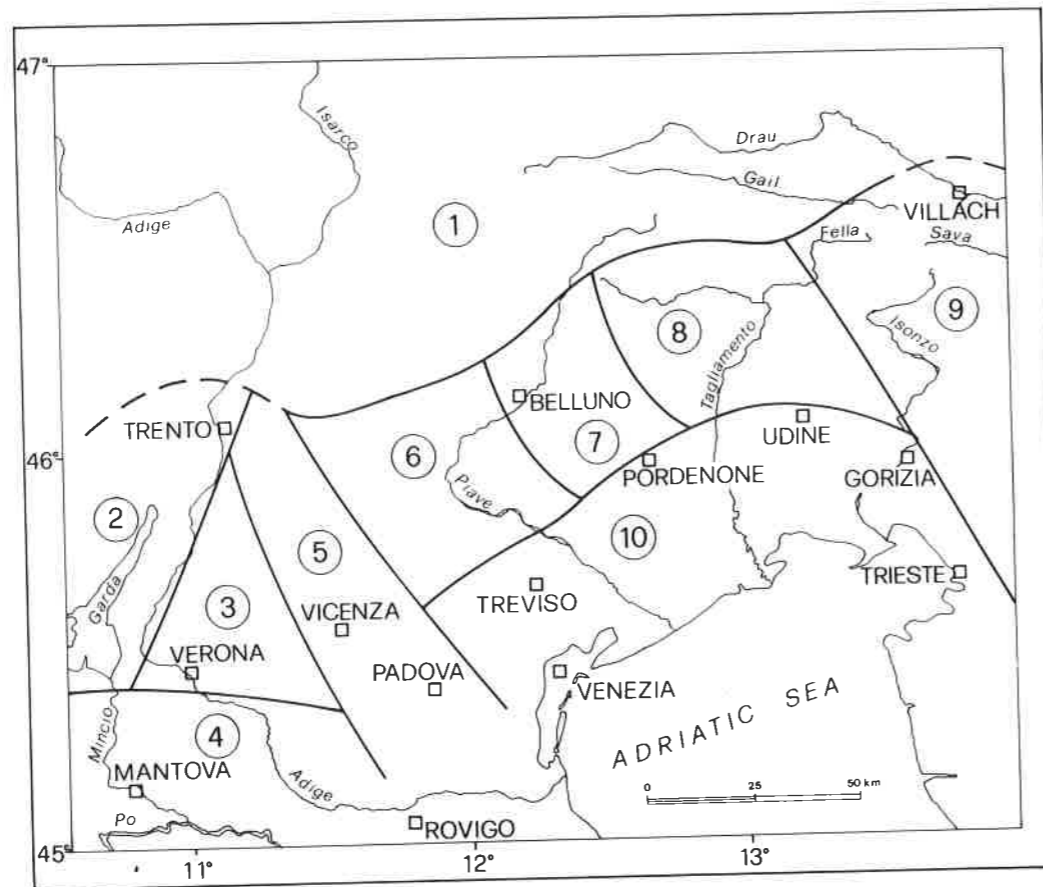 47°
Isarco
Drau
Gail
VILLACH
Adige
1
Fella
Sava
9
8
Isonzo
Tagliamento
BELLUNO
TRENTO
46°
6
7
UDINE
PORDENONE
GORIZIA
2
Piave
10
5
TRIESTE
Garda
3
TREVISO
VICENZA
VERONA
PADOVA
VENEZIA
ADRIATIC SEA
4
Mincio
MANTOVA
Adige
0 25 50 km
Po
ROVIGO
45°
11° 12° 13°